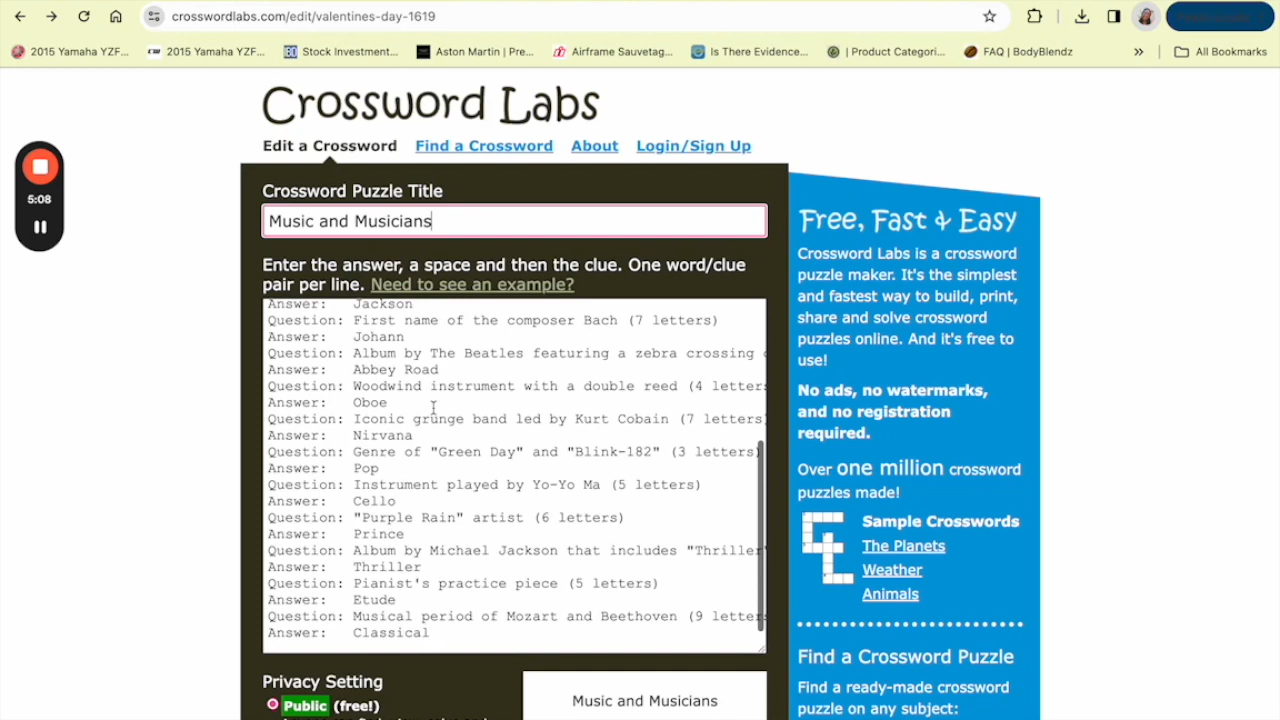 crosswordlabs.com/edit/valentines-day-1619
2015 Yamaha YZF...
2015 Yamaha YZF...
Stock Investment...
Aston Martin | Pre...
Airframe Sauvetag...
Is There Evidence...
| Product Categori...
FAQ | BodyBlendz
»
All Bookmarks
Crossword Labs
Edit a Crossword Find a Crossword About Login/Sign Up
5:08
Crossword Puzzle Title
Music and Musicians
Enter the answer, a space and then the clue. One word/clue
pair per line. Need to see an example?
Answer: Jackson
Question: First name of the composer Bach (7 letters)
Answer: Johann
Question: Album by The Beatles featuring a zebra crossing
Answer: Abbey Road
Question: Woodwind instrument with a double reed (4 letter
Answer: Oboe
Question: Iconic grunge band led by Kurt Cobain (7 letters
Answer: Nirvana
Question: Genre of "Green Day" and "Blink-182" (3 letters)
Answer: Pop
Question: Instrument played by Yo-Yo Ma (5 letters)
Answer: Cello
Question: "Purple Rain" artist (6 letters)
Answer: Prince
Question: Album by Michael Jackson that includes "Thriller"
Answer: Thriller
Question: Pianist's practice piece (5 letters)
Answer: Etude
Question: Musical period of Mozart and Beethoven (9 letter
Answer: Classical
Privacy Setting
Public (free!)
Music and Musicians
Free, Fast & Easy
Crossword Labs is a crossword
puzzle maker. It's the simplest
and fastest way to build, print,
share and solve crossword
puzzles online. And it's free to
use!
No ads, no watermarks,
and no registration
required.
Over one million crossword
puzzles made!
Sample Crosswords
The Planets
Weather
Animals
Find a Crossword Puzzle
Find a ready-made crossword
puzzle on any subject: